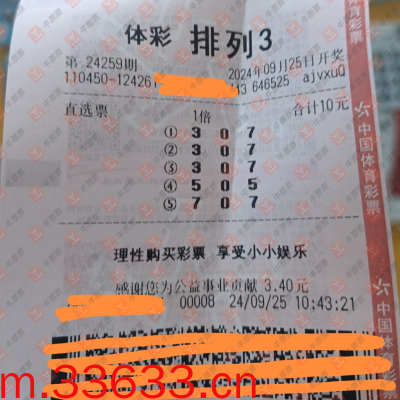 体彩 排列3
第 24259期 2024年09月25日开奖
110450-12426 13 646525 ajvxuQ
直选票 1倍 合计10元
① 3 0 7
② 3 0 7
③ 3 0 7
④ 5 0 5
⑤ 7 0 7
理性购买彩票 享受小小娱乐
感谢您为公益事业贡献 3.40元
00008 24/09/25 10:43:21
体育彩票
中国体育彩票
中国体育彩票
m.33633.cn